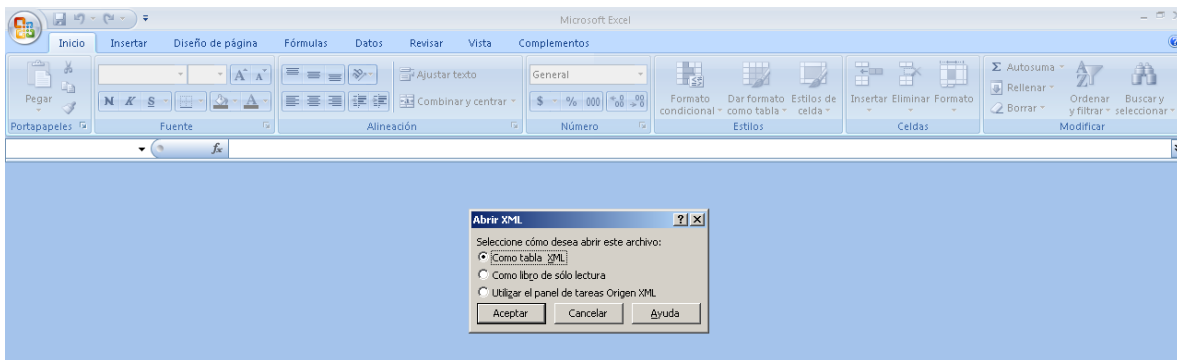 Microsoft Excel
Inicio Insertar Diseño de página Fórmulas Datos Revisar Vista Complementos
Pegar
Portapapeles
N K S A
Fuente
Ajustar texto
Combinar y centrar
Alineación
General
$ % 000
Número
Formato condicional
Dar formato como tabla
Estilos de celda
Estilos
Insertar Eliminar Formato
Celdas
Σ Autosuma
Rellenar
Borrar
Ordenar y filtrar
Buscar y seleccionar
Modificar
fx
Abrir XML
Seleccione cómo desea abrir este archivo:
Como tabla XML
Como libro de sólo lectura
Utilizar el panel de tareas Origen XML
Aceptar Cancelar Ayuda